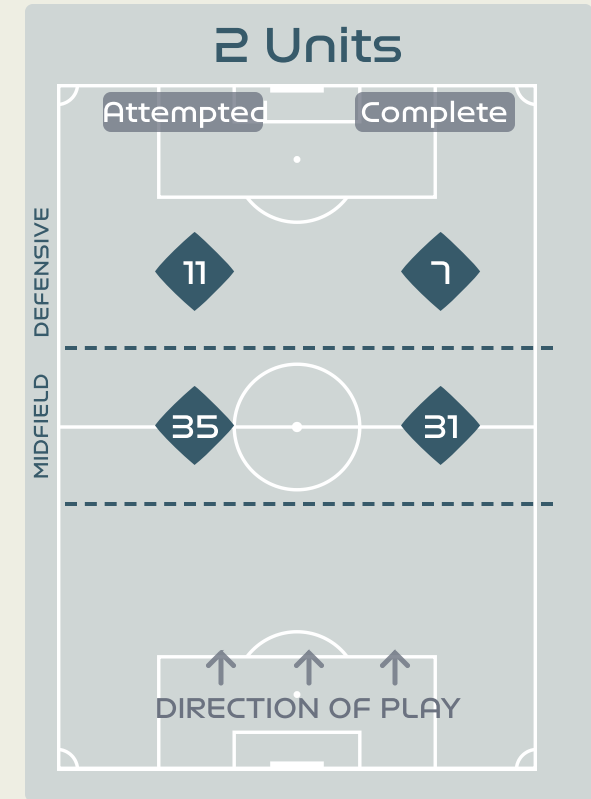 2 Units
Attempted Complete
DEFENSIVE
11 7
MIDFIELD
35 31
DIRECTION OF PLAY